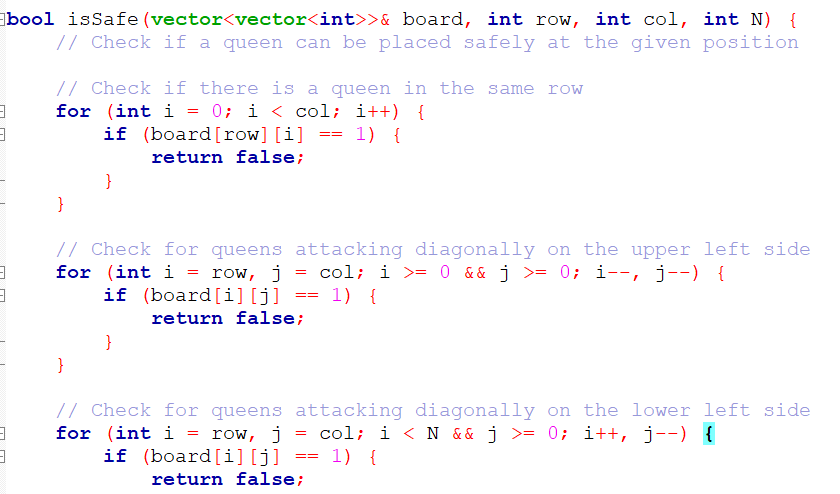 bool isSafe(vector<vector<int>>& board, int row, int col, int N) {
    // Check if a queen can be placed safely at the given position

    // Check if there is a queen in the same row
    for (int i = 0; i < col; i++) {
        if (board[row][i] == 1) {
            return false;
        }
    }

    // Check for queens attacking diagonally on the upper left side
    for (int i = row, j = col; i >= 0 && j >= 0; i--, j--) {
        if (board[i][j] == 1) {
            return false;
        }
    }

    // Check for queens attacking diagonally on the lower left side
    for (int i = row, j = col; i < N && j >= 0; i++, j--) {
        if (board[i][j] == 1) {
            return false;